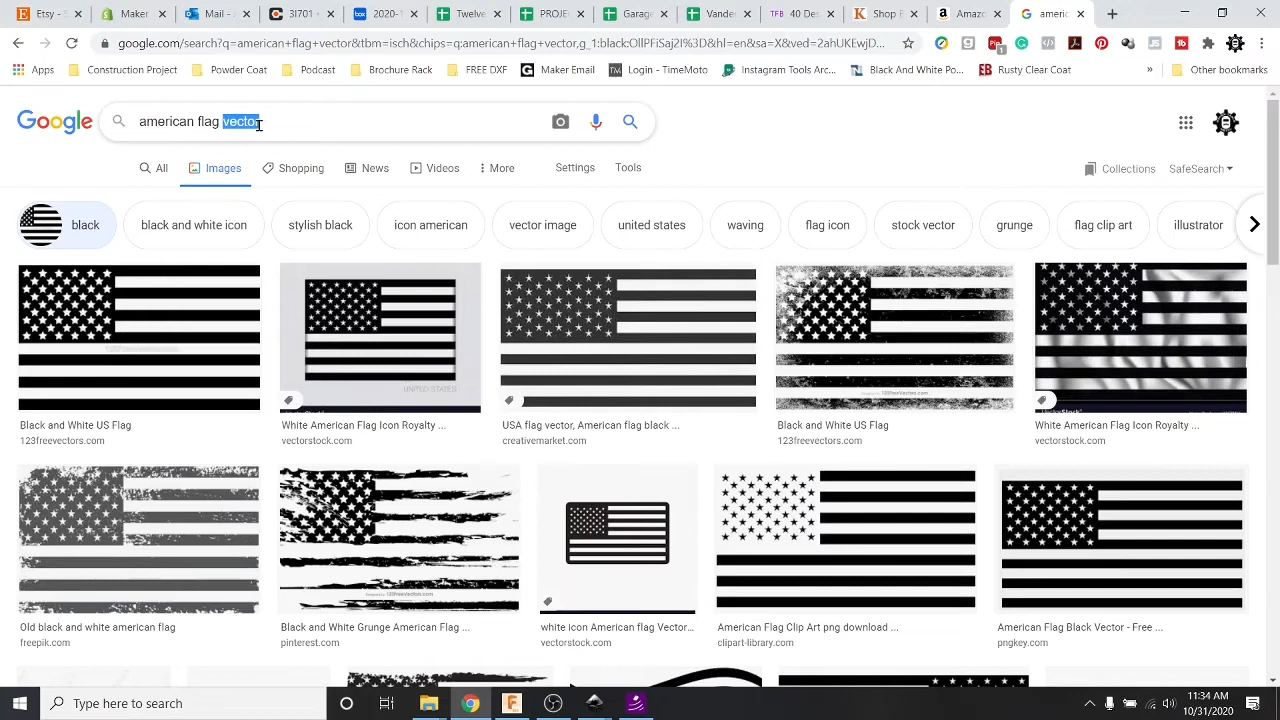 Etsy -
Mail -
31701 -
2020-
Twelve
PROJE
Garag
Vande
40 Des
Shop
Amazo
americ
google.com/search?q=american+flag+vector&tbm=isch&chips=q:american+flag+vector,g_1:black:OllPFiSaj2I%3D&hl=en&sa=X&ved=2ahUKEwjD...
Apps
Construction Project
Powder Coat
Podcast
Brochure Rack
FREE DXF
Maker Email
Login - TimeMoto
Instagram Tools Arc...
Black And White Po...
Rusty Clear Coat
»
Other bookmarks
Google
american flag vector
All
Images
Shopping
News
Videos
More
Settings
Tools
Collections
SafeSearch
black
black and white icon
stylish black
icon american
vector image
united states
waving
flag icon
stock vector
grunge
flag clip art
illustrator
UNITED STATES
Black and White US Flag
123freevectors.com
White American Flag Icon Royalty ...
vectorstock.com
USA flag vector, American flag black ...
creativemarket.com
Black and White US Flag
123freevectors.com
White American Flag Icon Royalty ...
vectorstock.com
Old black and white american flag
freepik.com
Black and White Grunge American Flag ...
pinterest.com
white icon American flag Vector...
vectorstock.com
American Flag Clip Art png download ...
clipart-library.com
American Flag Black Vector - Free ...
pngkey.com
Type here to search
11:34 AM
10/31/2020